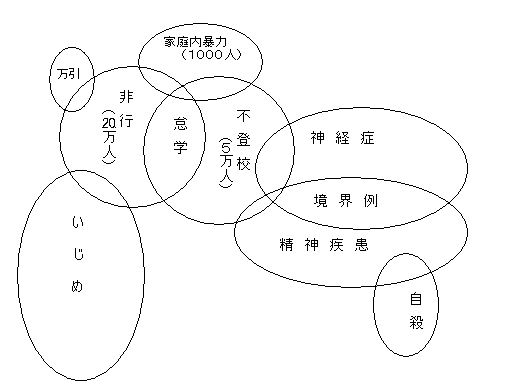 家庭内暴力
（１０００人）
万引
非行
（20万人）
怠学
不登校
（５万人）
神経症
境界例
精神疾患
いじめ
自殺